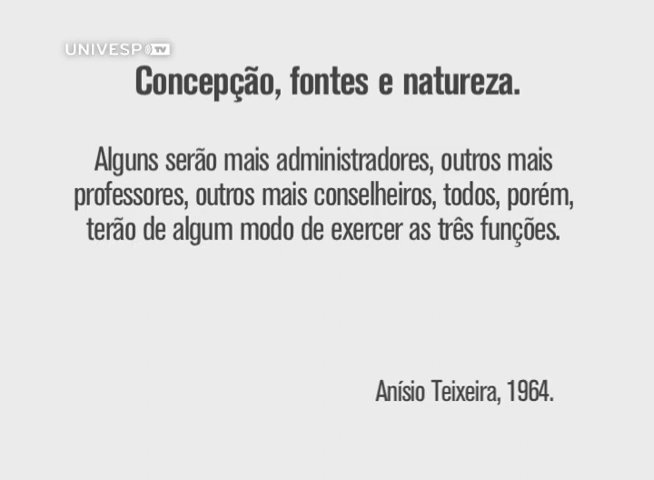 UNIVESP TV
Concepção, fontes e natureza.
Alguns serão mais administradores, outros mais
professores, outros mais conselheiros, todos, porém,
terão de algum modo de exercer as três funções.
Anísio Teixeira, 1964.